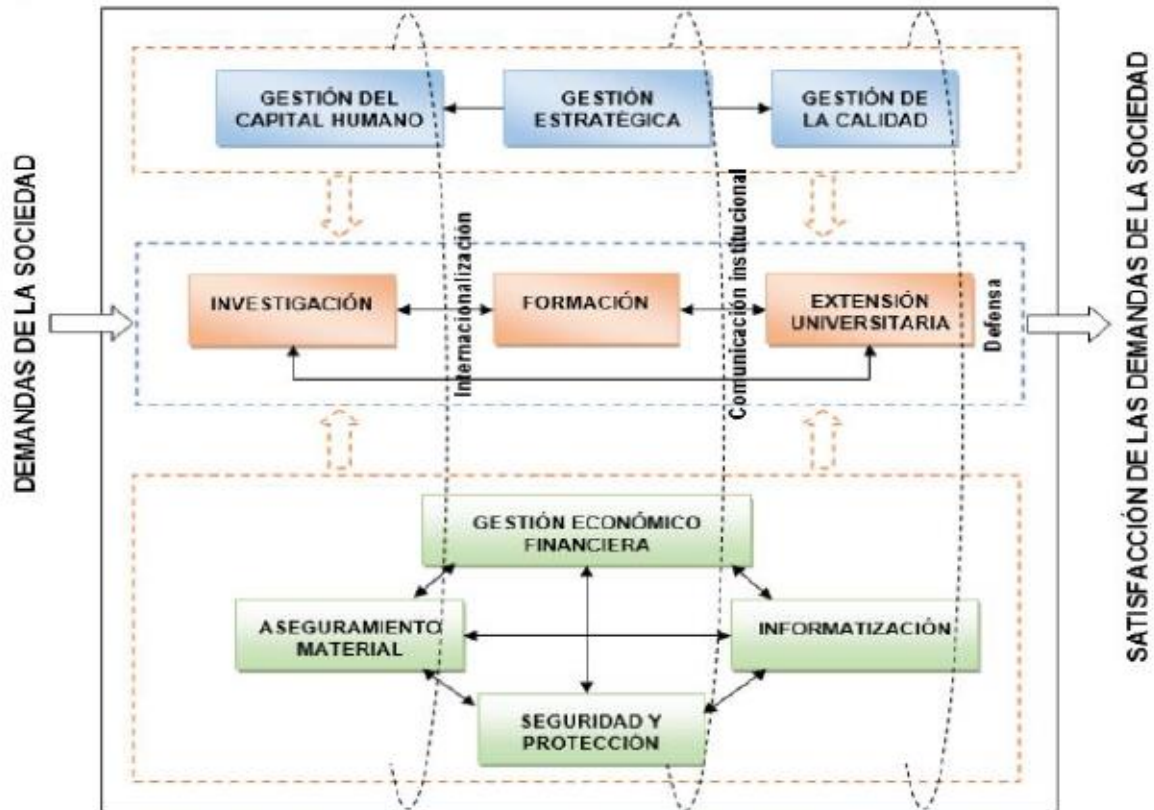 GESTIÓN DEL
CAPITAL HUMANO
GESTIÓN
ESTRATÉGICA
GESTIÓN DE
LA CALIDAD
DEMANDAS DE LA SOCIEDAD
INVESTIGACIÓN
FORMACIÓN
EXTENSIÓN
UNIVERSITARIA
Internacionalización
Comunicación institucional
Defensa
SATISFACCIÓN DE LAS DEMANDAS DE LA SOCIEDAD
GESTIÓN ECONÓMICO
FINANCIERA
ASEGURAMIENTO
MATERIAL
INFORMATIZACIÓN
SEGURIDAD Y
PROTECCIÓN